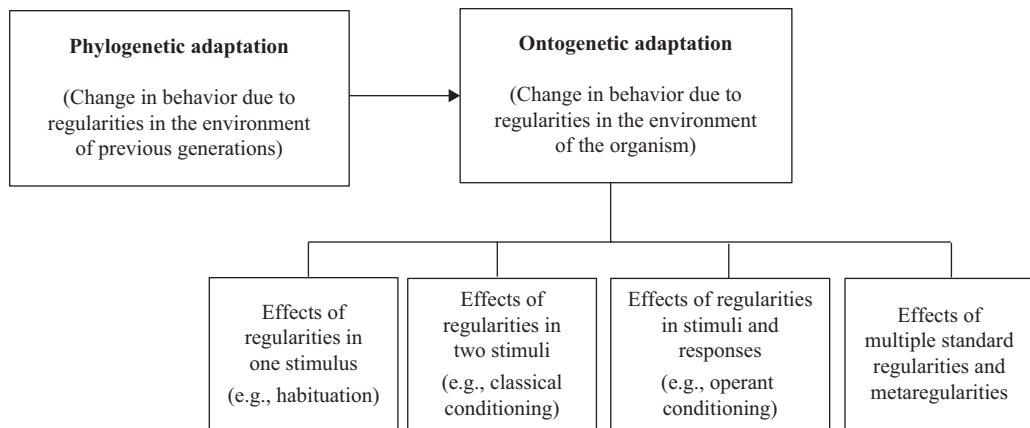 Phylogenetic adaptation
(Change in behavior due to
regularities in the environment
of previous generations)
Ontogenetic adaptation
(Change in behavior due to
regularities in the environment
of the organism)
Effects of
regularities in
one stimulus
(e.g., habituation)
Effects of
regularities in
two stimuli
(e.g., classical
conditioning)
Effects of regularities
in stimuli and
responses
(e.g., operant
conditioning)
Effects of
multiple standard
regularities and
metaregularities